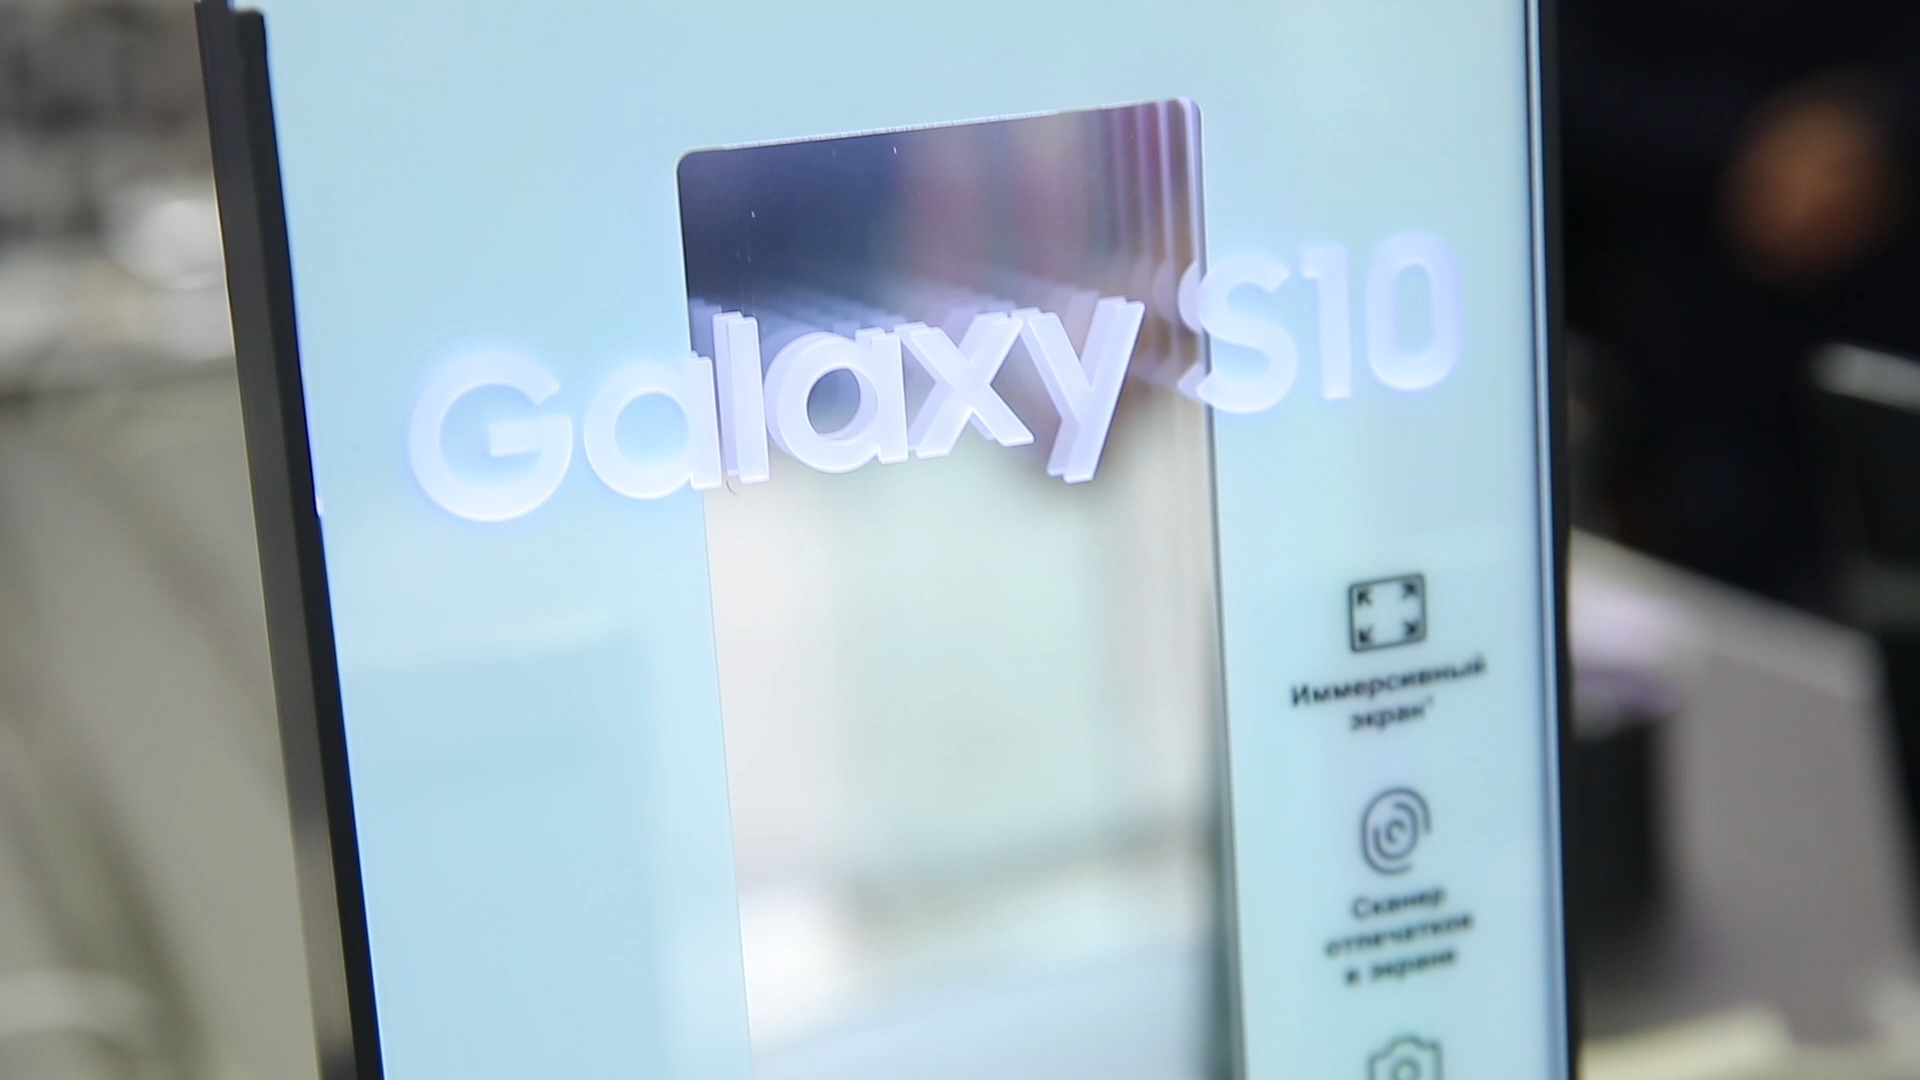 Galaxy S10
Иммерсивный
экран*
Сканер
отпечатков
в экране